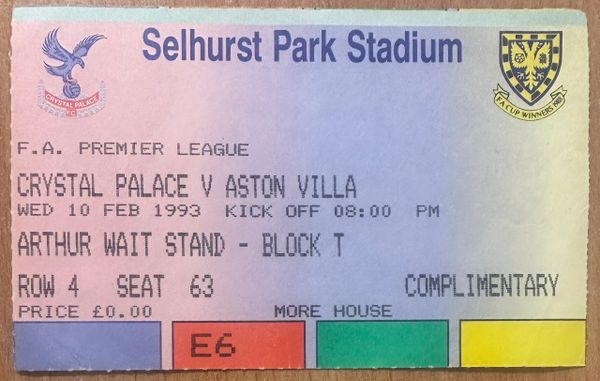 Selhurst Park Stadium
CRYSTAL PALACE
F.C.
F.A. CUP WINNERS 1988
F.A. PREMIER LEAGUE
CRYSTAL PALACE V ASTON VILLA
WED 10 FEB 1993 KICK OFF 08:00 PM
ARTHUR WAIT STAND - BLOCK T
ROW 4 SEAT 63 COMPLIMENTARY
PRICE £0.00 MORE HOUSE
E6